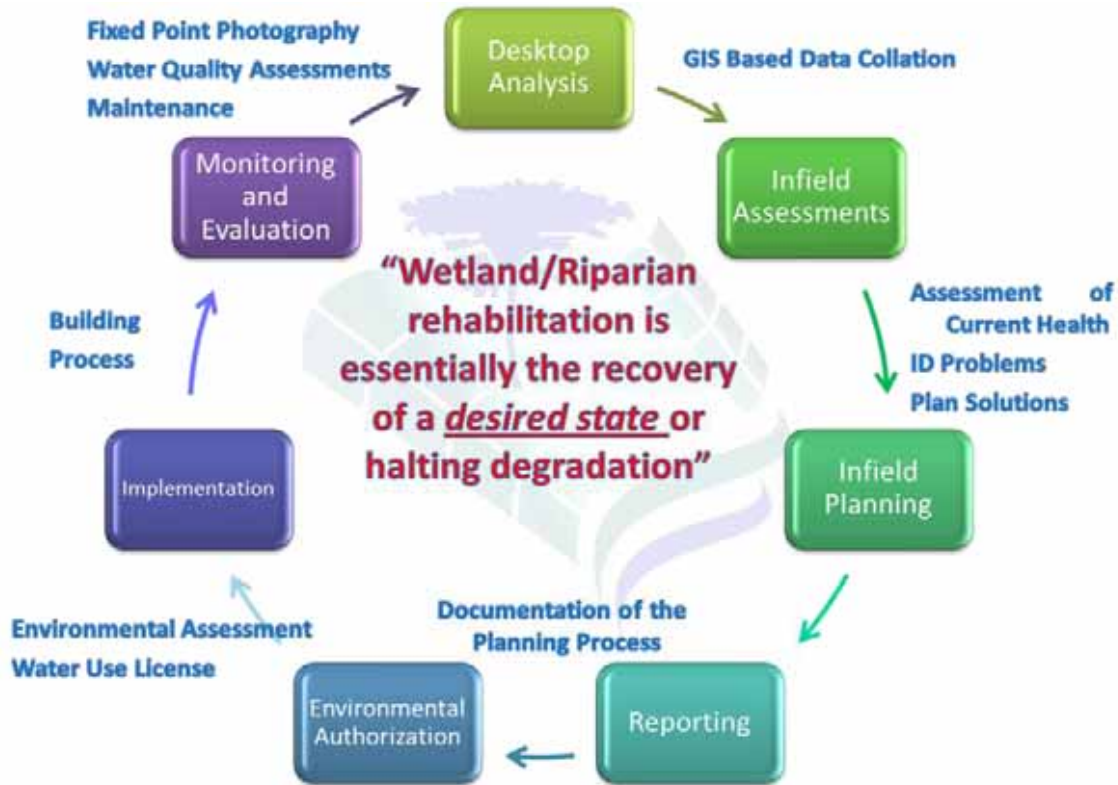 Fixed Point Photography
Water Quality Assessments
Maintenance
Desktop
Analysis
GIS Based Data Collation
Infield
Assessments
Assessment of
Current Health
ID Problems
Plan Solutions
Infield
Planning
Documentation of the
Planning Process
Reporting
Environmental
Authorization
Environmental Assessment
Water Use License
Implementation
Building
Process
Monitoring
and
Evaluation
“Wetland/Riparian
rehabilitation is
essentially the recovery
of a desired state or
halting degradation”